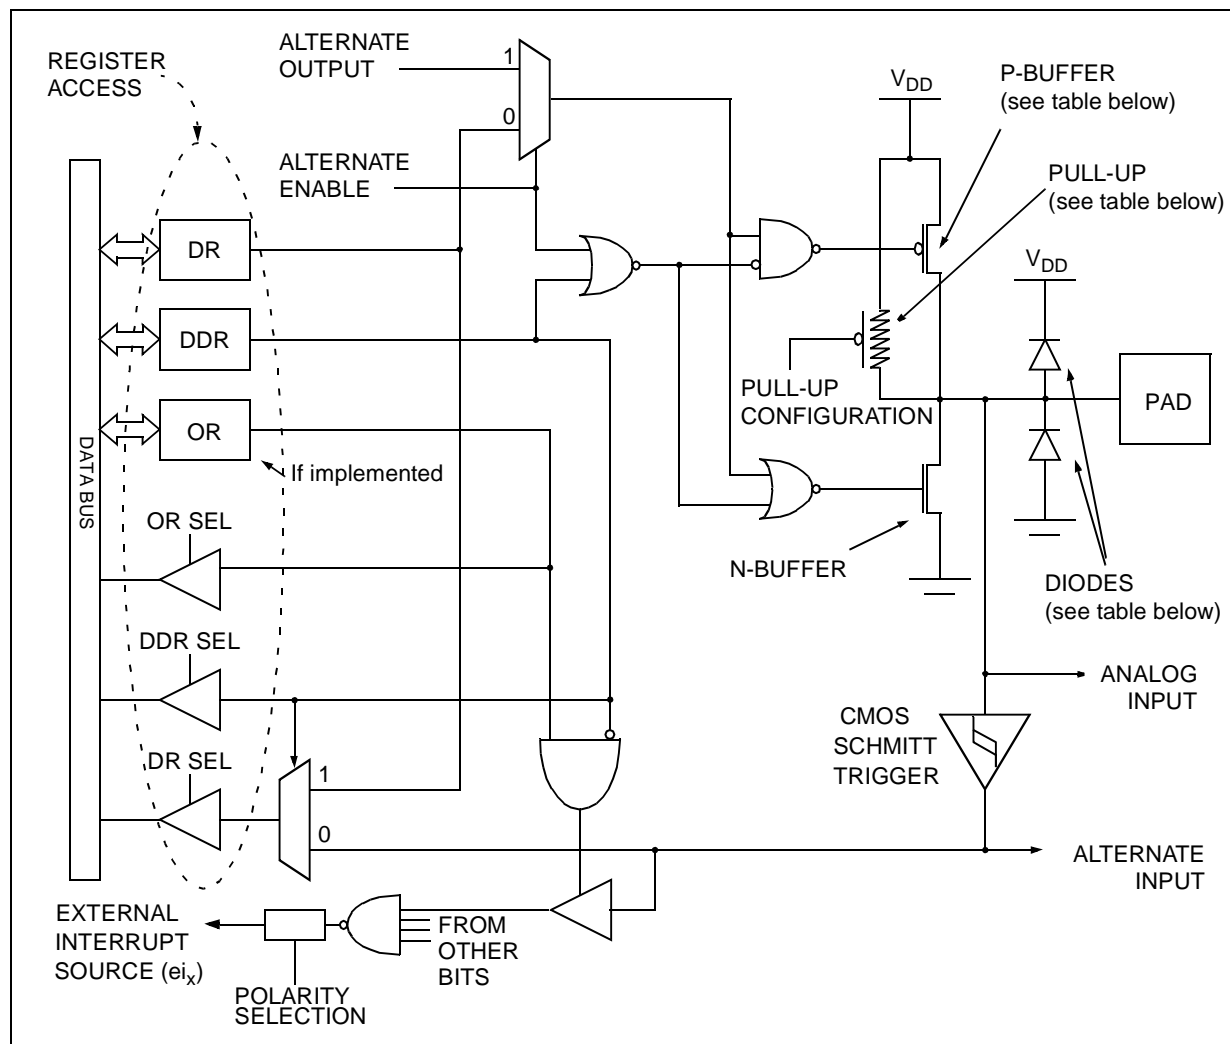 REGISTER
ACCESS
ALTERNATE
OUTPUT
1
0
ALTERNATE
ENABLE
VDD
P-BUFFER
(see table below)
PULL-UP
(see table below)
DR
DDR
OR
If implemented
DATA BUS
VDD
PULL-UP
CONFIGURATION
PAD
N-BUFFER
DIODES
(see table below)
OR SEL
DDR SEL
DR SEL
1
0
ANALOG
INPUT
CMOS
SCHMITT
TRIGGER
ALTERNATE
INPUT
EXTERNAL
INTERRUPT
SOURCE (eix)
POLARITY
SELECTION
FROM
OTHER
BITS